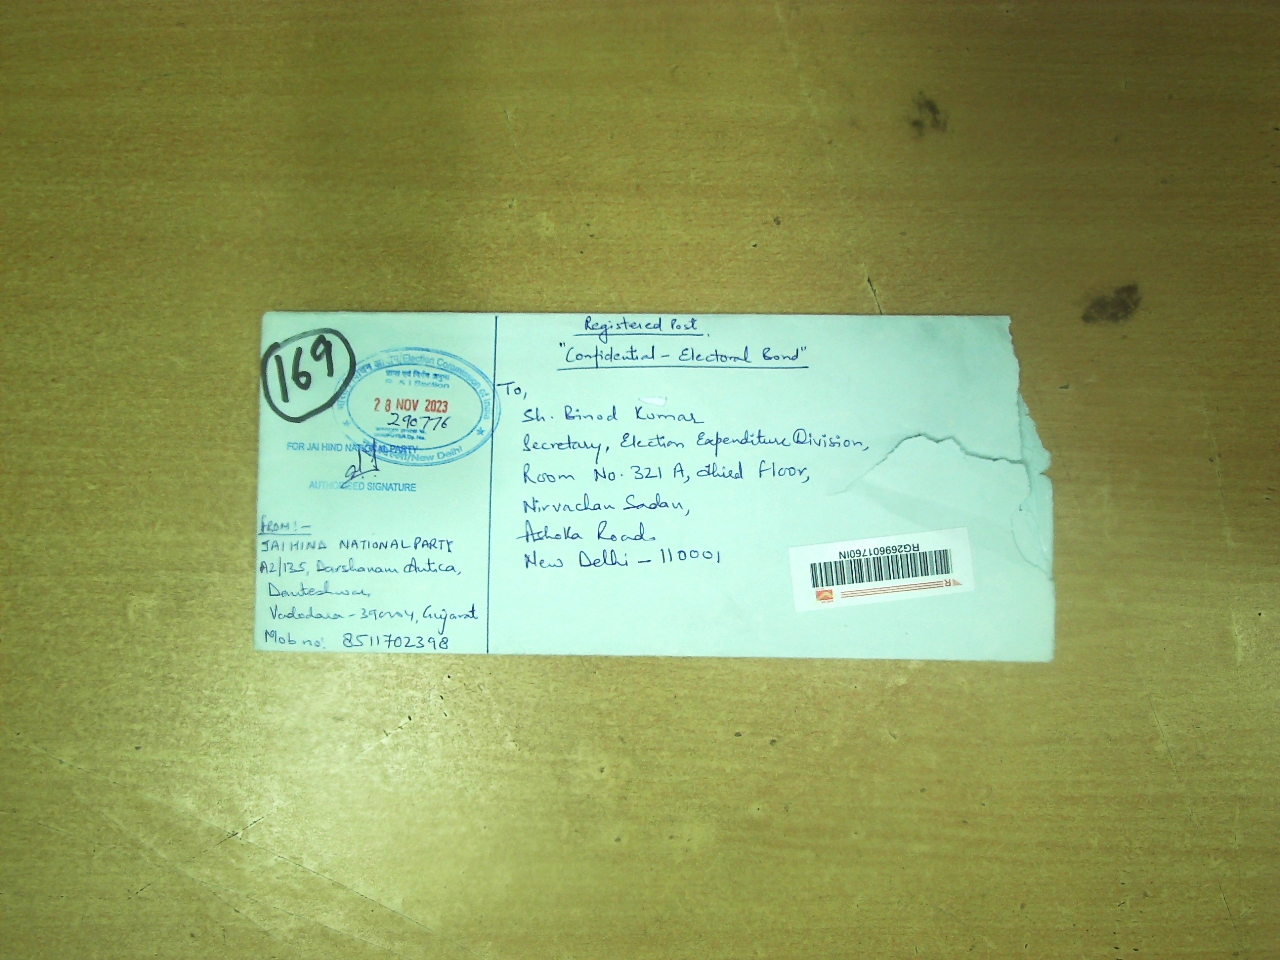 169
Election Commission of India
R & I Section
28 NOV 2023
290776
New Delhi
FOR JAI HIND NATIONAL PARTY
AUTHORISED SIGNATURE
FROM:-
JAI HIND NATIONAL PARTY
A2/135, Darshanam Antica,
Danteshwar,
Vadodara - Gujarat
Mob no: 8511702398
Registered Post
"Confidential - Electoral Bond"
To,
Sh. Binod Kumar
Secretary, Election Expenditure Division,
Room No. 321 A, third floor,
Nirvachan Sadan,
Ashoka Road,
New Delhi - 110001
RG269601760IN
R